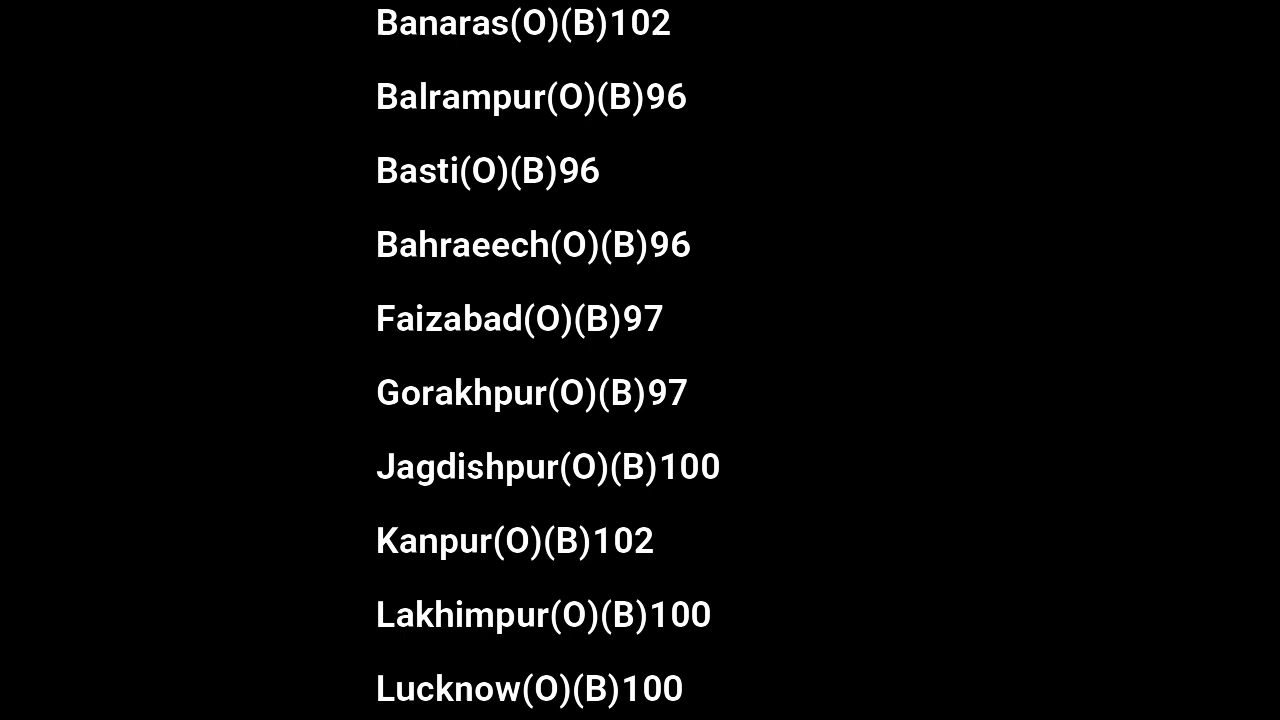 Banaras(O)(B)102
Balrampur(O)(B)96
Basti(O)(B)96
Bahraeech(O)(B)96
Faizabad(O)(B)97
Gorakhpur(O)(B)97
Jagdishpur(O)(B)100
Kanpur(O)(B)102
Lakhimpur(O)(B)100
Lucknow(O)(B)100